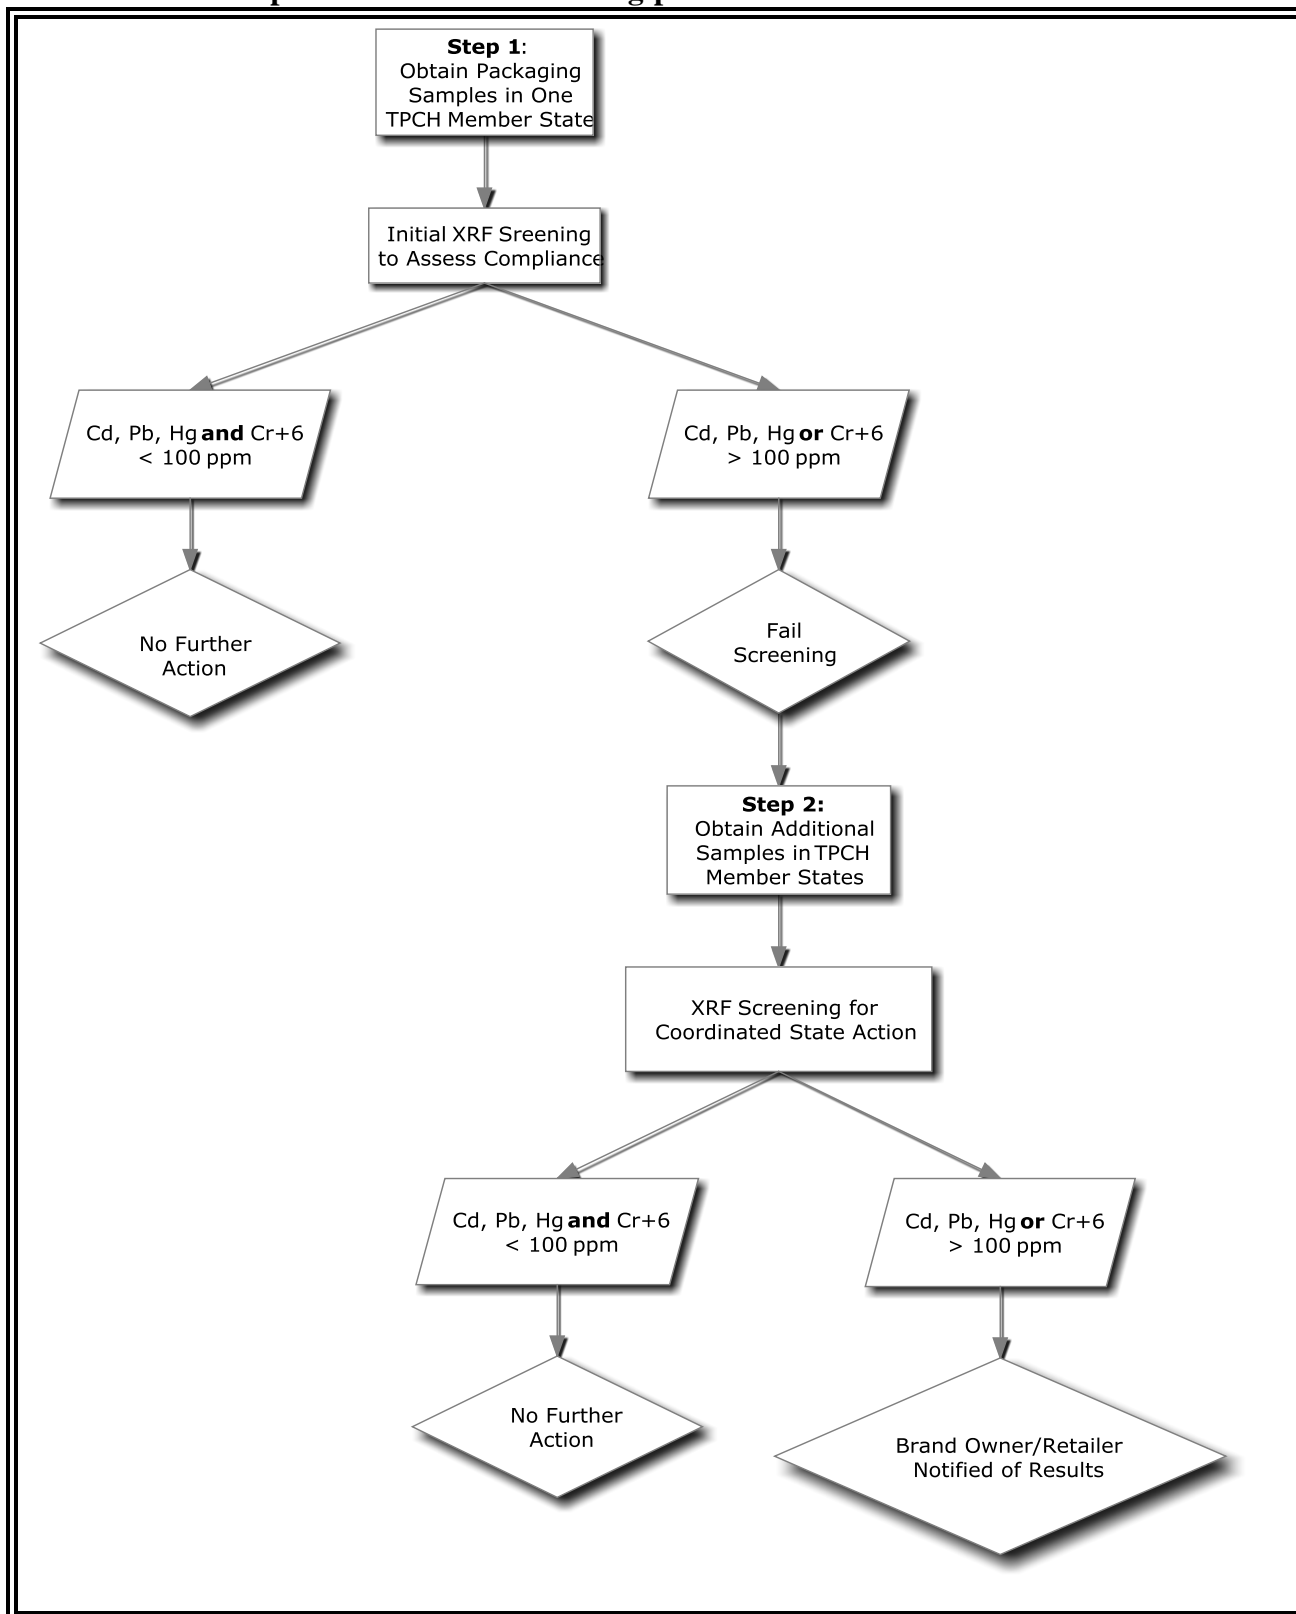 Step 1:
Obtain Packaging
Samples in One
TPCH Member State
Initial XRF Sreening
to Assess Compliance
Cd, Pb, Hg and Cr+6
< 100 ppm
Cd, Pb, Hg or Cr+6
> 100 ppm
No Further
Action
Fail
Screening
Step 2:
Obtain Additional
Samples in TPCH
Member States
XRF Screening for
Coordinated State Action
Cd, Pb, Hg and Cr+6
< 100 ppm
Cd, Pb, Hg or Cr+6
> 100 ppm
No Further
Action
Brand Owner/Retailer
Notified of Results